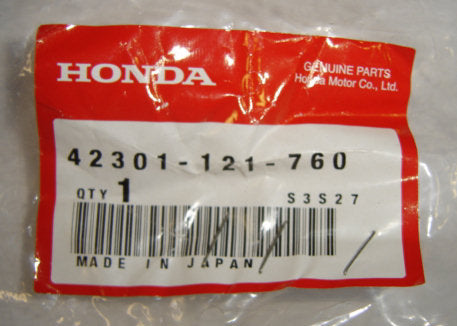 HONDA
GENUINE PARTS
Honda Motor Co., Ltd.
42301-121-760
QTY 1 S3S27
MADE IN JAPAN